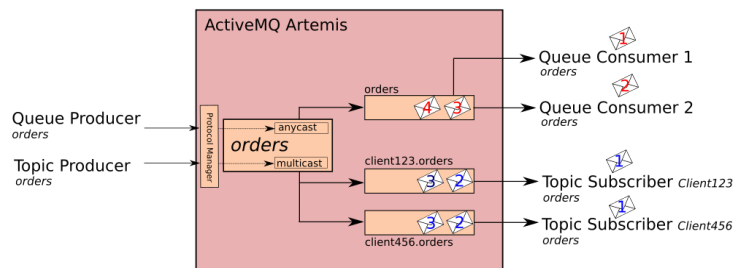 ActiveMQ Artemis
1
Queue Consumer 1
orders
orders
4 3
2
Queue Consumer 2
orders
Queue Producer
orders
Protocol Manager
anycast
orders
multicast
Topic Producer
orders
client123.orders
3 2
1
Topic Subscriber Client123
orders
3 2
client456.orders
1
Topic Subscriber Client456
orders